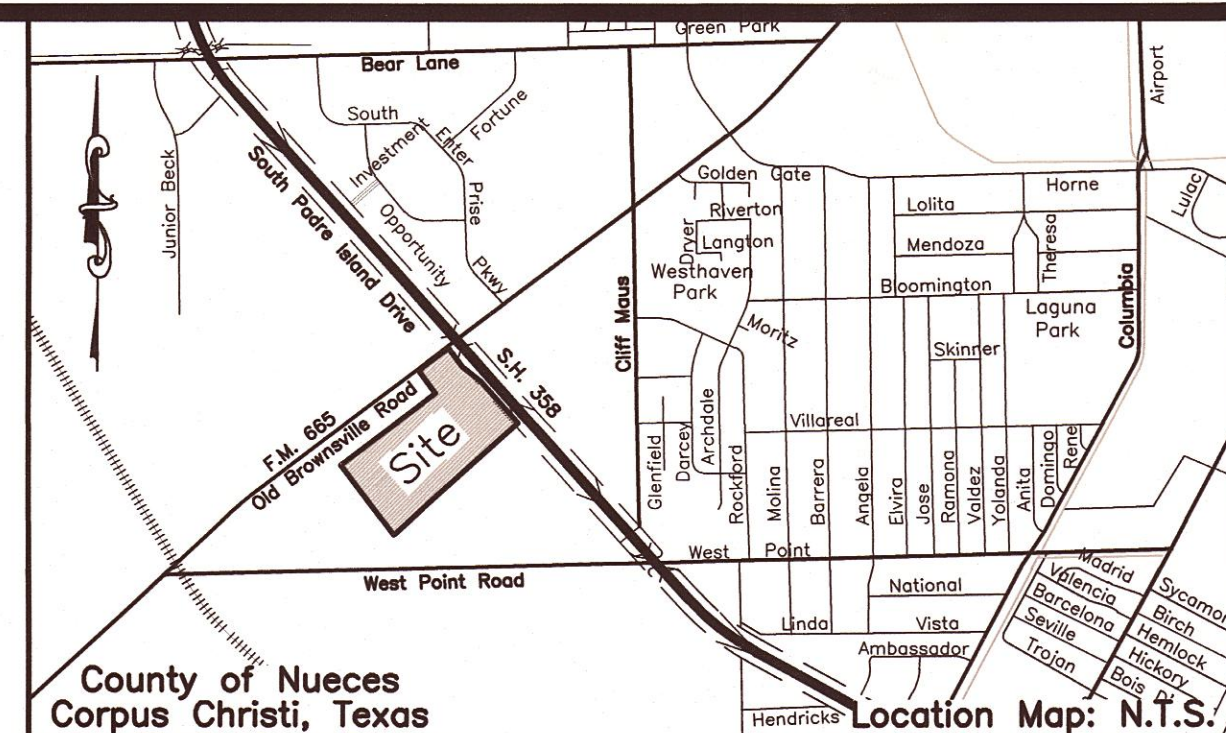 Green Park
Bear Lane
Airport
South
Fortune
Investment
Enter
Junior Beck
South Padre Island Drive
Prise
Opportunity
Pkwy
Golden Gate
Horne
Lulac
Riverton
Lolita
Dryer
Langton
Mendoza
Theresa
Westhaven
Park
Bloomington
Laguna
Park
Cliff Maus
Columbia
Moritz
Skinner
S.H. 358
F.M. 665
Old Brownsville Road
Site
Villareal
Glenfield
Darcey
Archdale
Rockford
Molina
Barrera
Angela
Elvira
Jose
Ramona
Valdez
Yolanda
Anita
Domingo
Rene
West Point
West Point Road
National
Linda Vista
Ambassador
Madrid
Valencia
Barcelona
Seville
Trojan
Birch
Hemlock
Hickory
Bois
Hendricks
County of Nueces
Corpus Christi, Texas
Location Map: N.T.S.